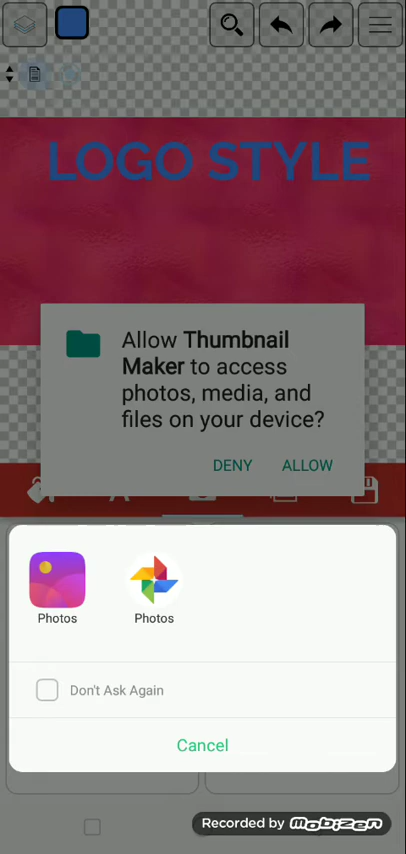 LOGO STYLE
Allow Thumbnail
Maker to access
photos, media, and
files on your device?
DENY ALLOW
Photos Photos
Don't Ask Again
Cancel
Recorded by MOBIZEN